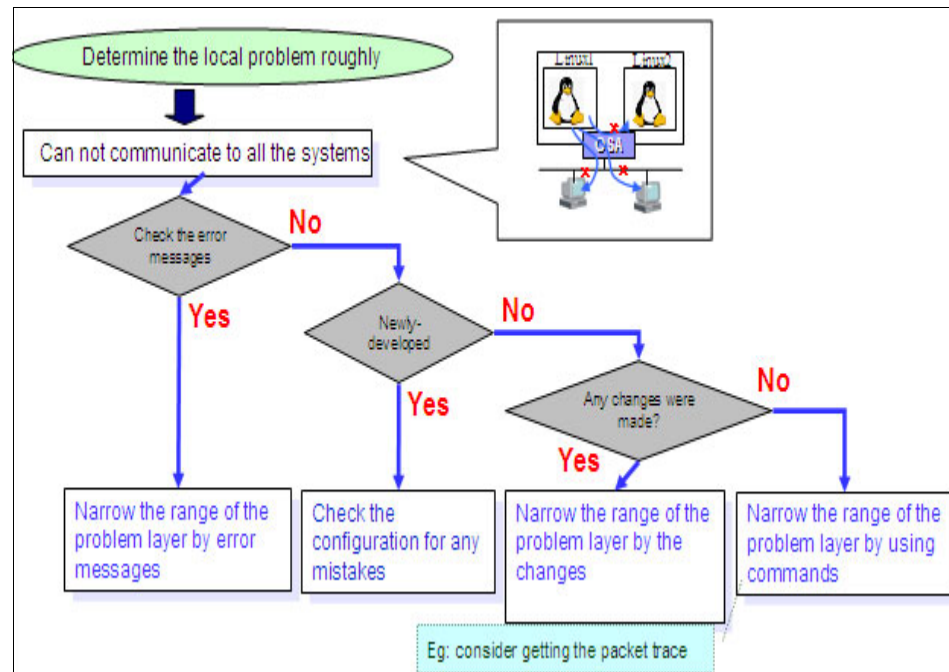 Determine the local problem roughly
Linux1
Linux2
OSA
Can not communicate to all the systems
Check the error
messages
No
Yes
Newly-
developed
No
Yes
Any changes were
made?
No
Yes
Narrow the range of the
problem layer by error
messages
Check the
configuration for any
mistakes
Narrow the range of the
problem layer by the
changes
Narrow the range of the
problem layer by using
commands
Eg: consider getting the packet trace